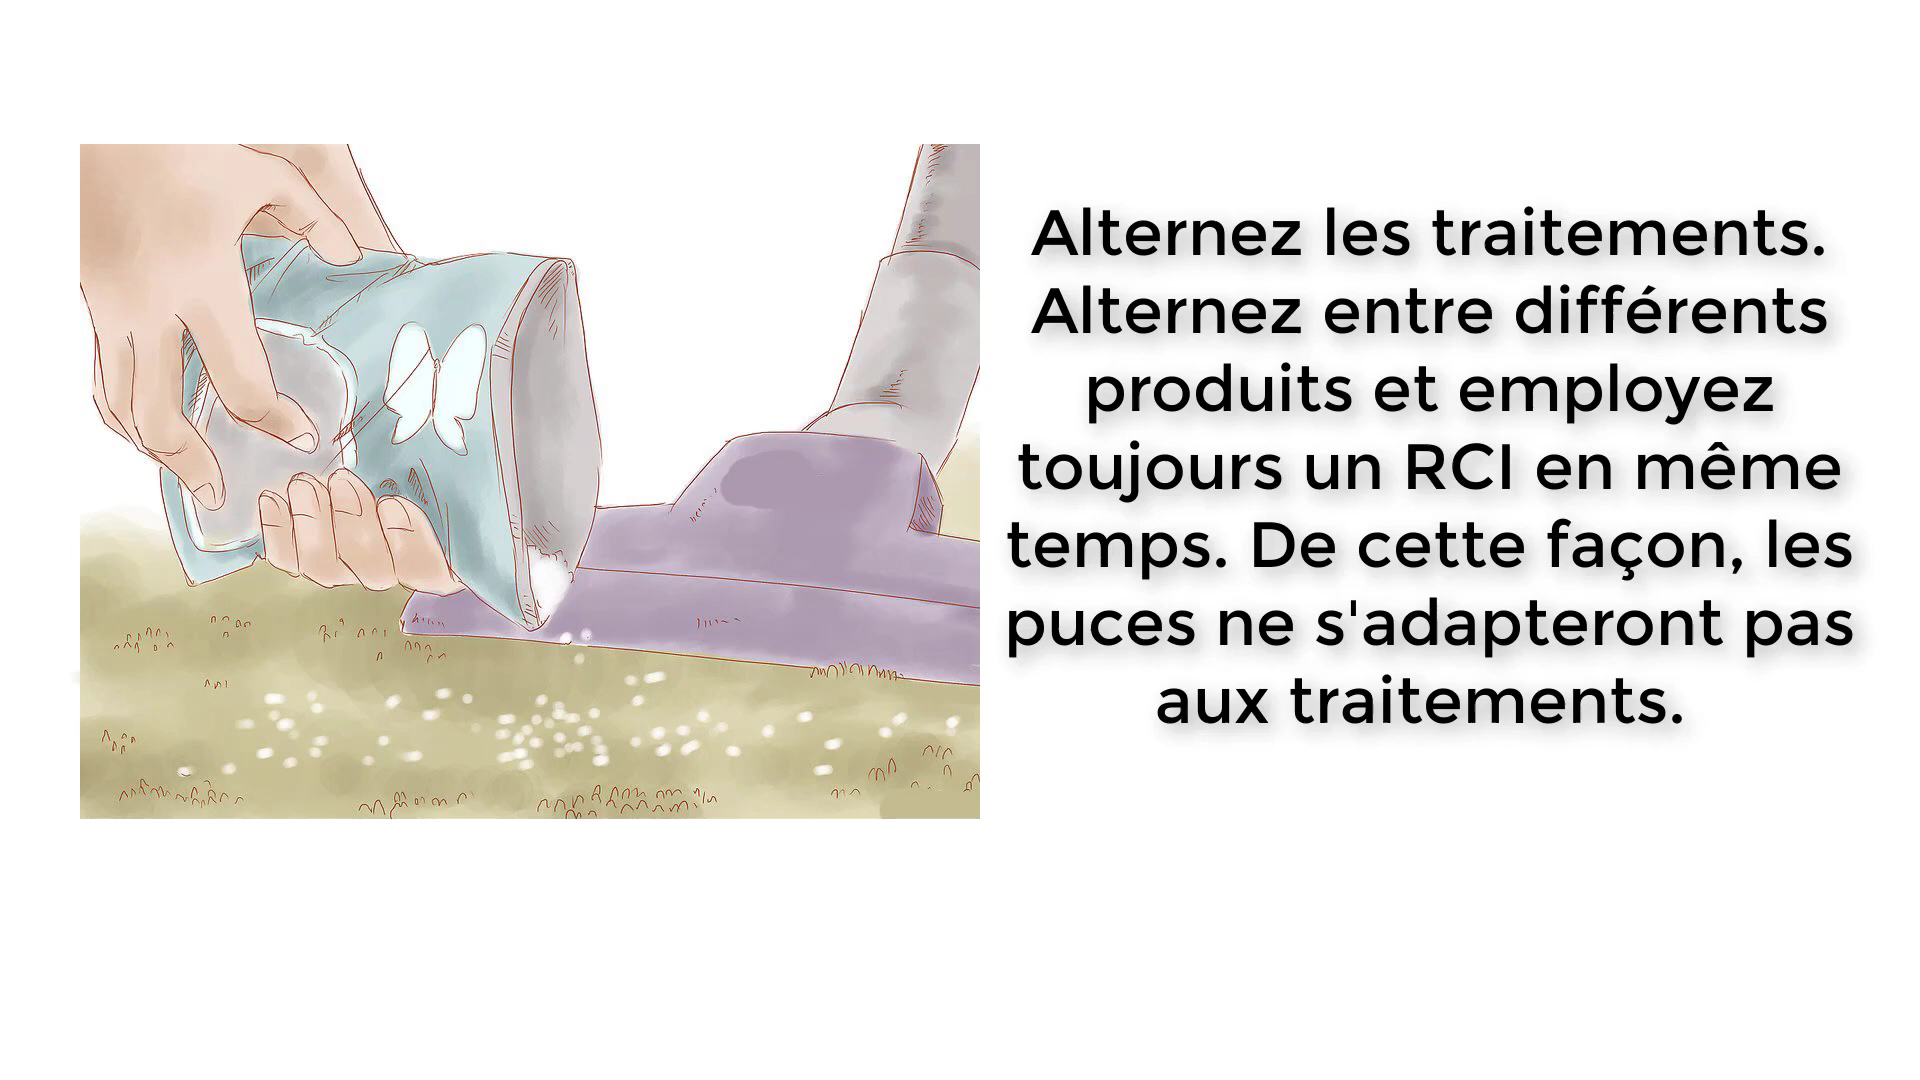 Alternez les traitements.
Alternez entre différents
produits et employez
toujours un RCI en même
temps. De cette façon, les
puces ne s'adapteront pas
aux traitements.